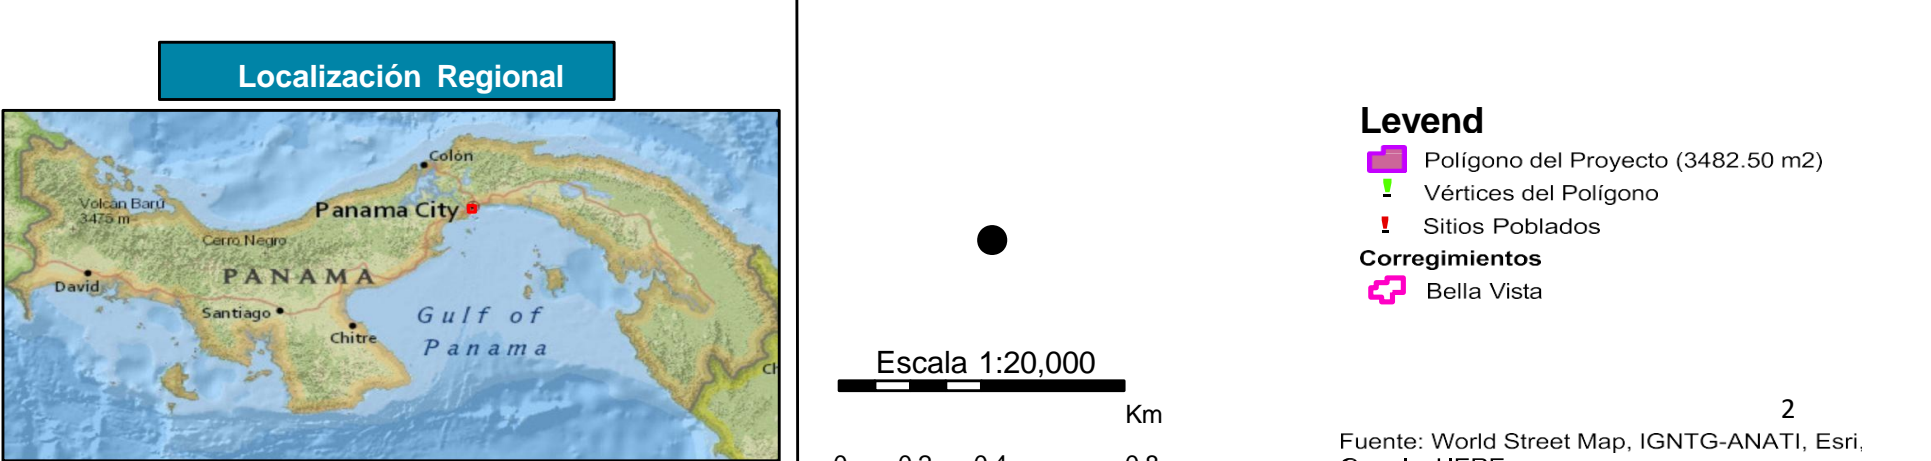 Localización Regional
Colón
Volcán Barú
3475 m
Panama City
Cerro Negro
PANAMA
David
Santiago
Gulf of
Panama
Chitre
Escala 1:20,000
Km
Levend
Polígono del Proyecto (3482.50 m2)
Vértices del Polígono
Sitios Poblados
Corregimientos
Bella Vista
2
Fuente: World Street Map, IGNTG-ANATI, Esri,